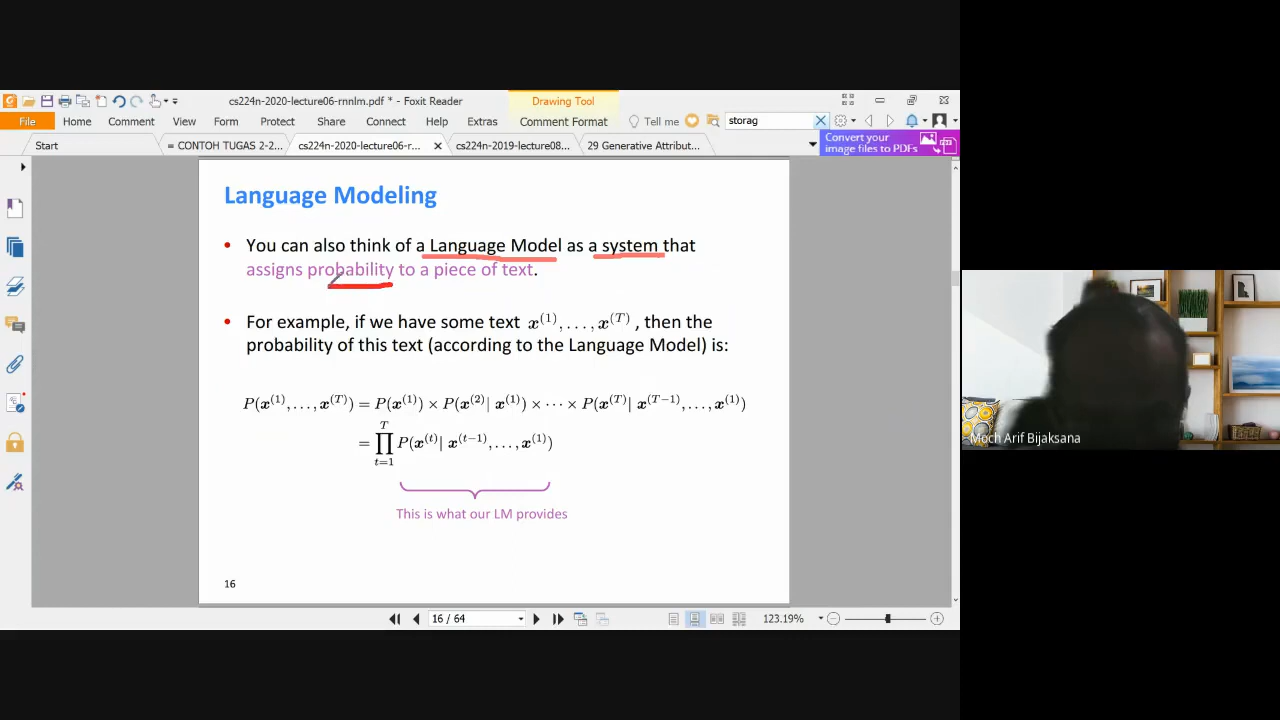 cs224n-2020-lecture06-rnnlm.pdf * - Foxit Reader
Drawing Tool
File Home Comment View Form Protect Share Connect Help Extras Comment Format Tell me storag
Start = CONTOH TUGAS 2-2... cs224n-2020-lecture06-r... cs224n-2019-lecture08... 29 Generative Attribut...
Convert your
image files to PDFs
Language Modeling
• You can also think of a Language Model as a system that
assigns probability to a piece of text.
• For example, if we have some text x^(1), . . . , x^(T), then the
probability of this text (according to the Language Model) is:
P(x^(1), . . . , x^(T)) = P(x^(1)) × P(x^(2)| x^(1)) × · · · × P(x^(T)| x^(T−1), . . . , x^(1))
= ∏_{t=1}^{T} P(x^(t)| x^(t−1), . . . , x^(1))
This is what our LM provides
16
16 / 64
123.19%
Moch Arif Bijaksana